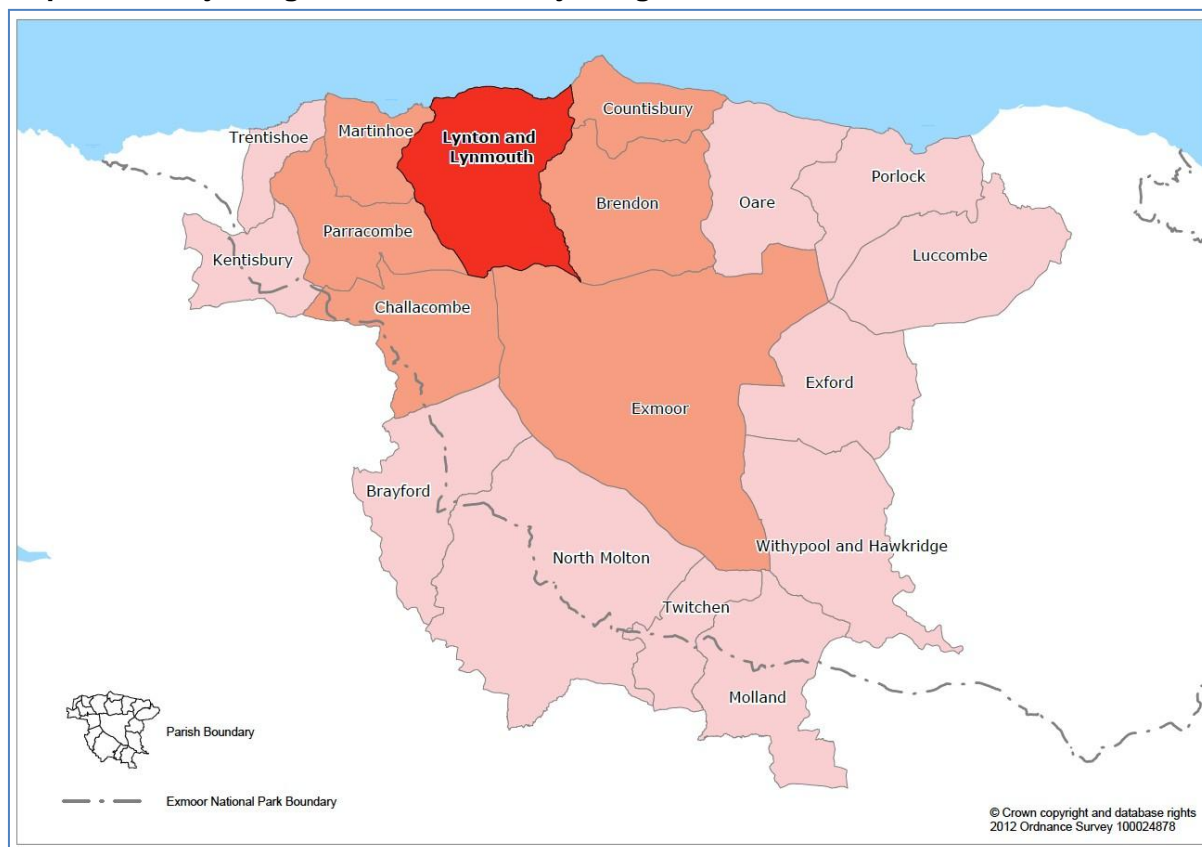 Trentishoe
Martinhoe
Lynton and
Lynmouth
Countisbury
Porlock
Oare
Brendon
Parracombe
Kentisbury
Luccombe
Challacombe
Exford
Exmoor
Brayford
North Molton
Withypool and Hawkridge
Twitchen
Molland
Parish Boundary
Exmoor National Park Boundary
© Crown copyright and database rights
2012 Ordnance Survey 100024878